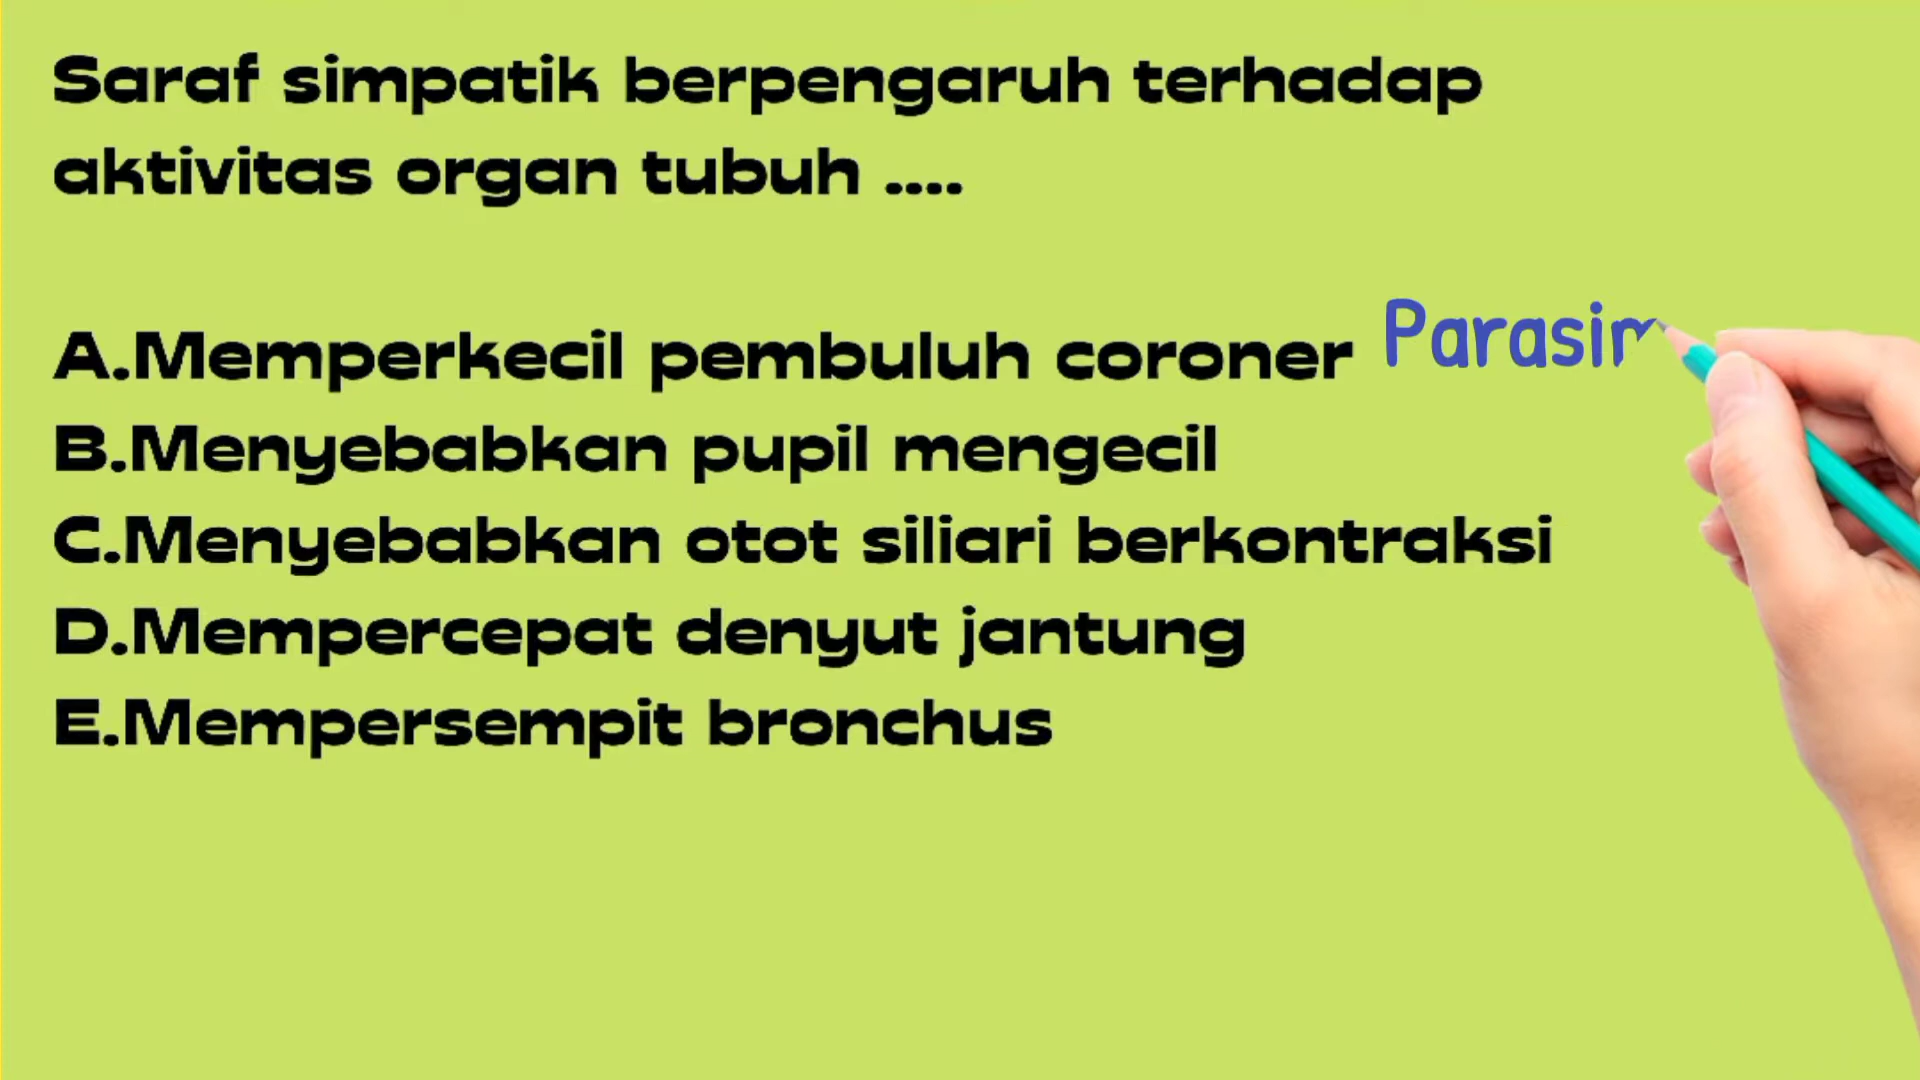 Saraf simpatik berpengaruh terhadap
aktivitas organ tubuh ....
A.Memperkecil pembuluh coroner
B.Menyebabkan pupil mengecil
C.Menyebabkan otot siliari berkontraksi
D.Mempercepat denyut jantung
E.Mempersempit bronchus